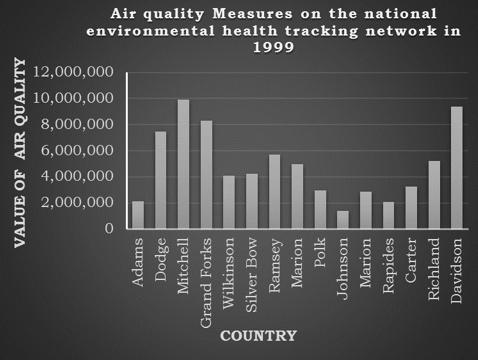 Air quality Measures on the national
environmental health tracking network in
1999
VALUE OF AIR QUALITY
12,000,000
10,000,000
8,000,000
6,000,000
4,000,000
2,000,000
0
Adams
Dodge
Mitchell
Grand Forks
Wilkinson
Silver Bow
Ramsey
Marion
Polk
Johnson
Marion
Rapides
Carter
Richland
Davidson
COUNTRY